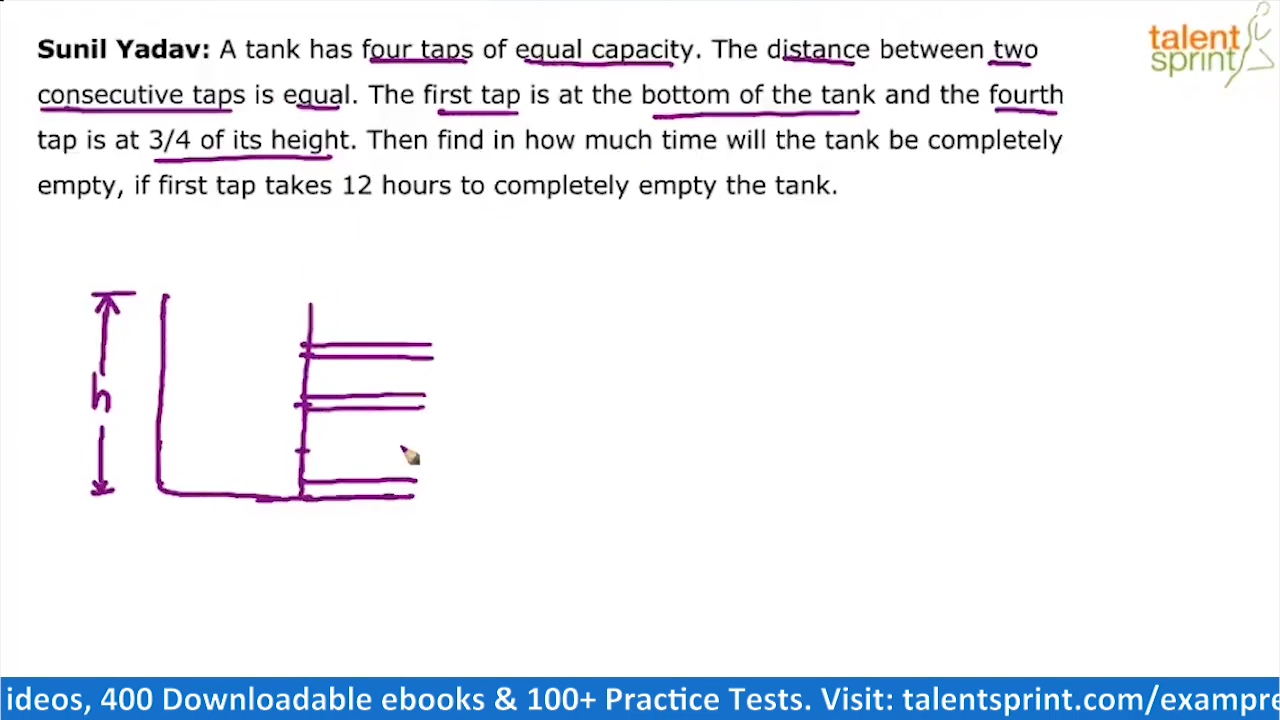 talent
sprint
Sunil Yadav: A tank has four taps of equal capacity. The distance between two
consecutive taps is equal. The first tap is at the bottom of the tank and the fourth
tap is at 3/4 of its height. Then find in how much time will the tank be completely
empty, if first tap takes 12 hours to completely empty the tank.
h
ideos, 400 Downloadable ebooks & 100+ Practice Tests. Visit: talentsprint.com/exampre